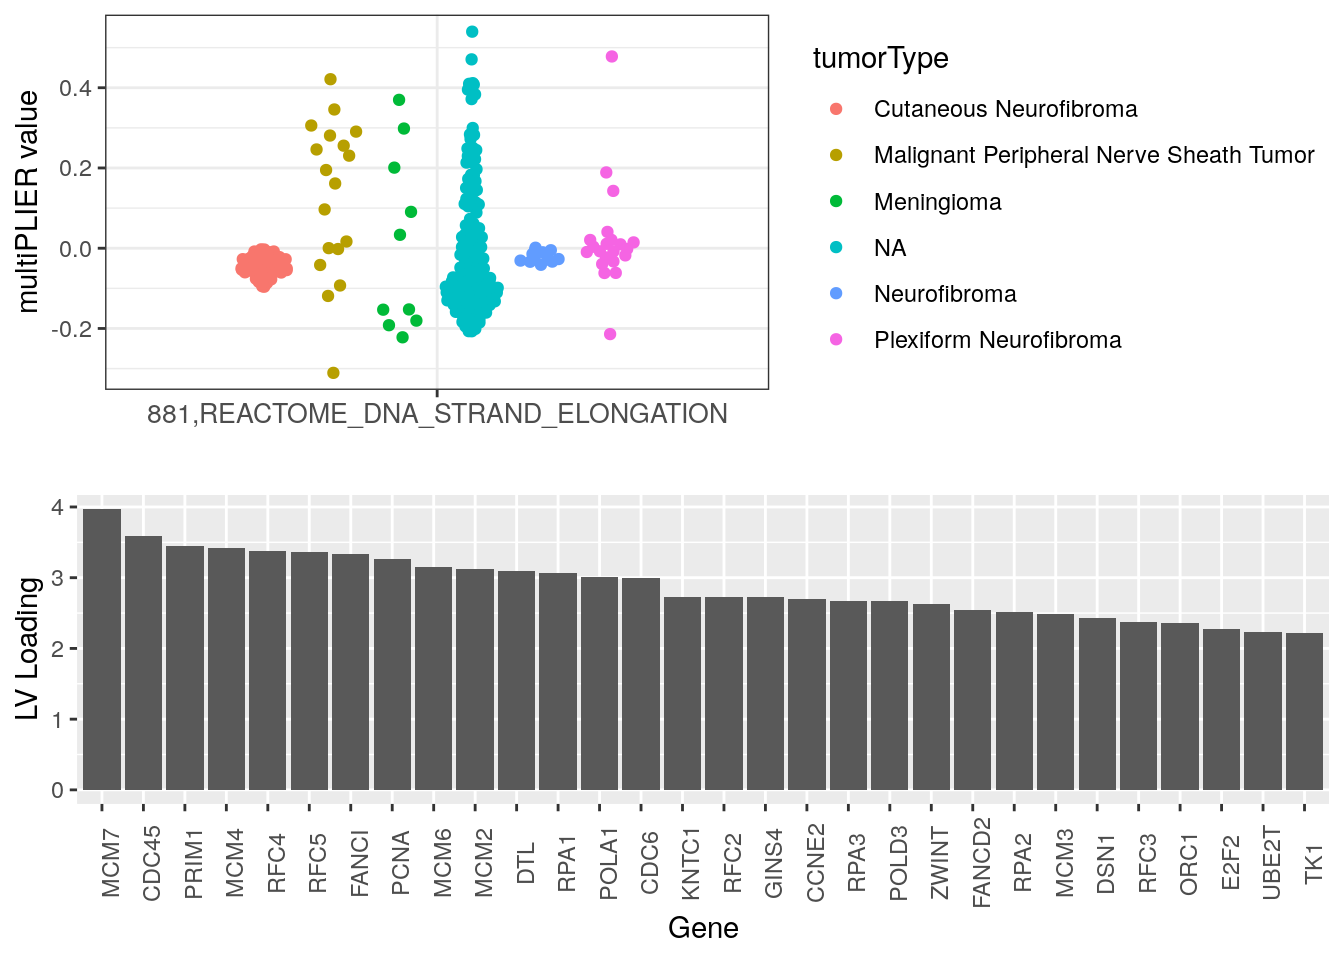 multiPLIER value
0.4
0.2
0.0
-0.2
881,REACTOME_DNA_STRAND_ELONGATION
tumorType
Cutaneous Neurofibroma
Malignant Peripheral Nerve Sheath Tumor
Meningioma
NA
Neurofibroma
Plexiform Neurofibroma
LV Loading
4
3
2
1
0
MCM7
CDC45
PRIM1
MCM4
RFC4
RFC5
FANCI
PCNA
MCM6
MCM2
DTL
RPA1
POLA1
CDC6
KNTC1
RFC2
GINS4
CCNE2
RPA3
POLD3
ZWINT
FANCD2
RPA2
MCM3
DSN1
RFC3
ORC1
E2F2
UBE2T
TK1
Gene